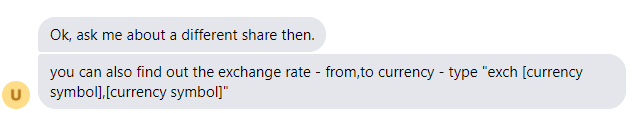 Ok, ask me about a different share then.
you can also find out the exchange rate - from,to currency - type "exch [currency
symbol],[currency symbol]"
U